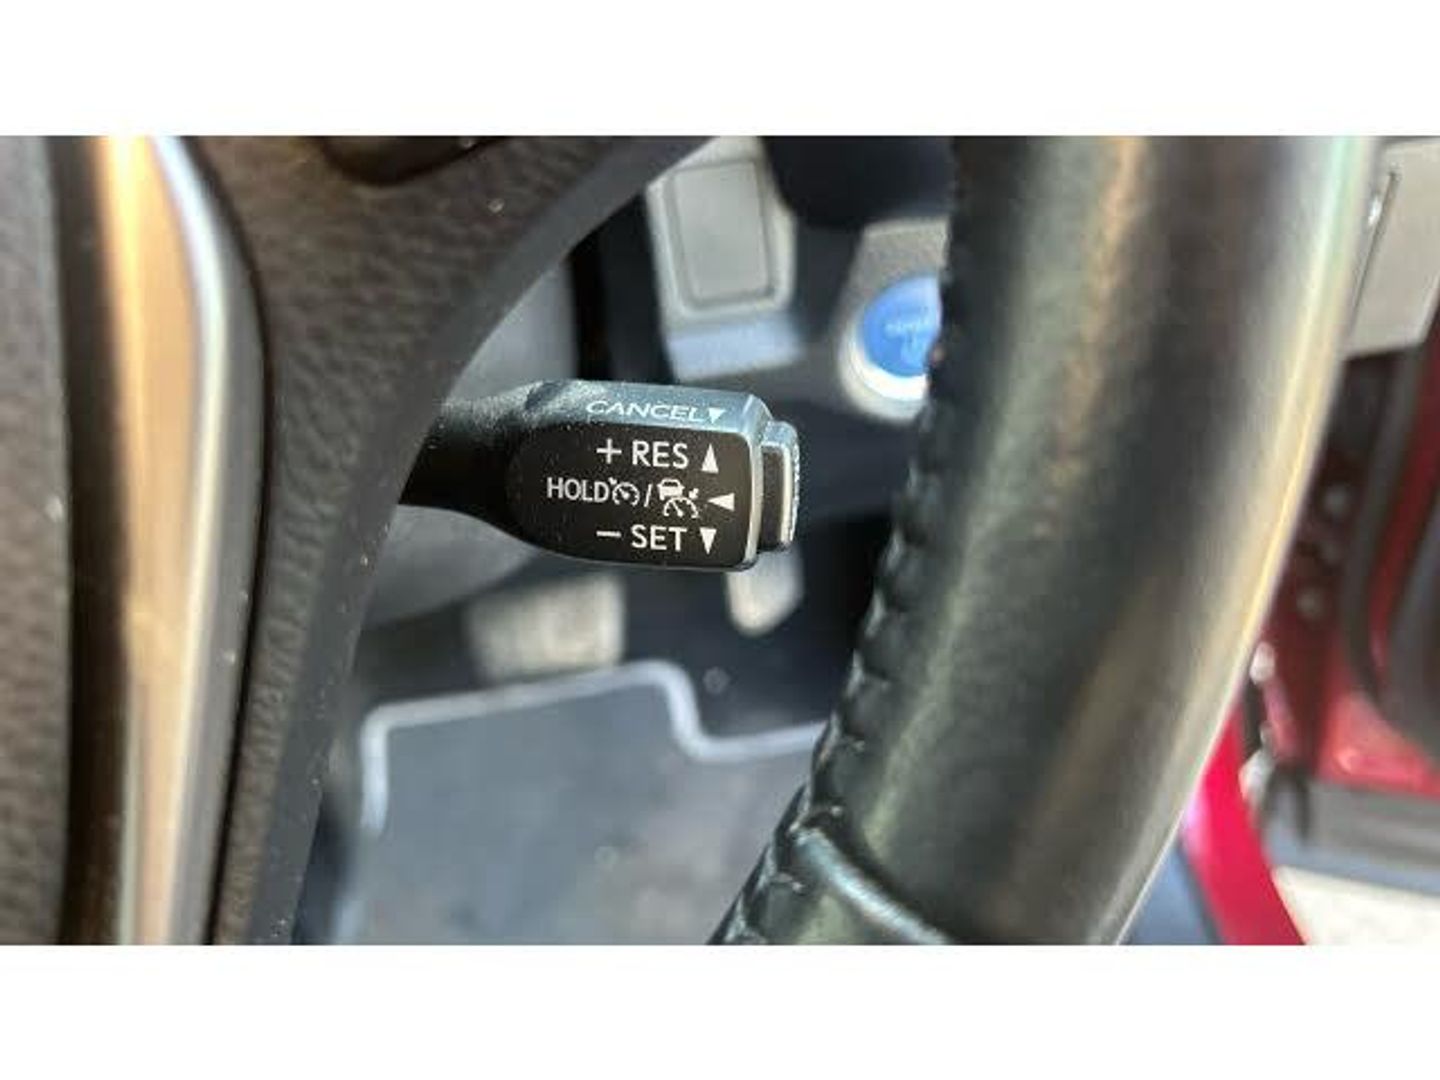 CANCEL▼
+ RES ▲
HOLD / ◄
− SET ▼